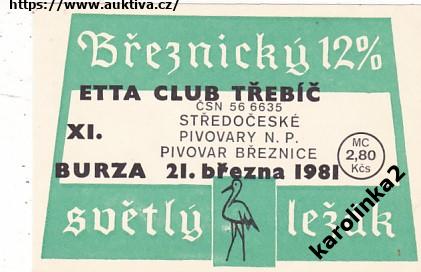 https://www.auktiva.cz/
Březnický 12%
ETTA CLUB TŘEBÍČ
ČSN 56 6635
XI.
STŘEDOČESKÉ
PIVOVARY N. P.
PIVOVAR BŘEZNICE
MC
2,80
Kčs
BURZA 21. března 1981
světlý ležák
karolinka2